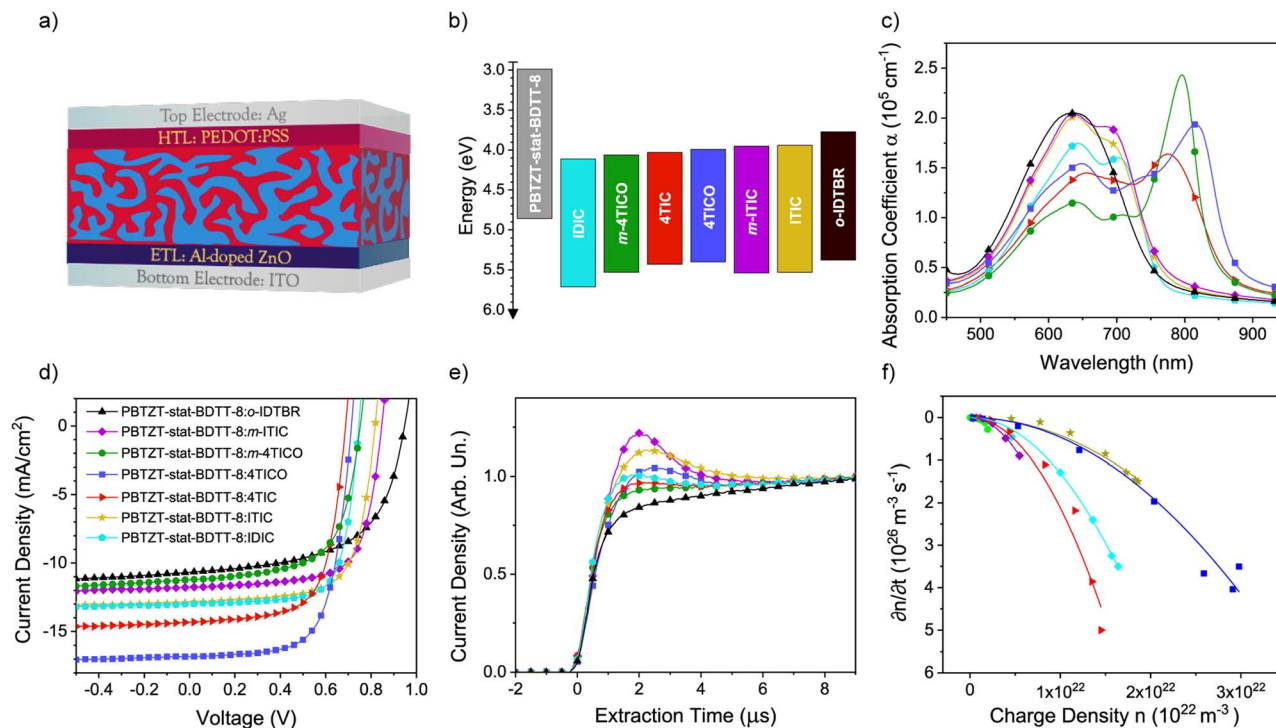 a)
Top Electrode: Ag
HTL: PEDOT:PSS
ETL: Al-doped ZnO
Bottom Electrode: ITO
b)
Energy (eV)
3.0
3.5
4.0
4.5
5.0
5.5
6.0
PBTZT-stat-BDTT-8
IDIC
m-4TICO
4TIC
4TICO
m-ITIC
ITIC
o-IDTBR
c)
Absorption Coefficient α (10⁵ cm⁻¹)
2.5
2.0
1.5
1.0
0.5
0.0
500 600 700 800 900
Wavelength (nm)
d)
Current Density (mA/cm²)
0
-5
-10
-15
PBTZT-stat-BDTT-8:o-IDTBR
PBTZT-stat-BDTT-8:m-ITIC
PBTZT-stat-BDTT-8:m-4TICO
PBTZT-stat-BDTT-8:4TICO
PBTZT-stat-BDTT-8:4TIC
PBTZT-stat-BDTT-8:ITIC
PBTZT-stat-BDTT-8:IDIC
-0.4 -0.2 0.0 0.2 0.4 0.6 0.8 1.0
Voltage (V)
e)
Current Density (Arb. Un.)
1.0
0.5
0.0
-2 0 2 4 6 8
Extraction Time (μs)
f)
∂n/∂t (10²⁶ m⁻³ s⁻¹)
0
1
2
3
4
5
6
0 1x10²² 2x10²² 3x10²²
Charge Density n (10²² m⁻³)